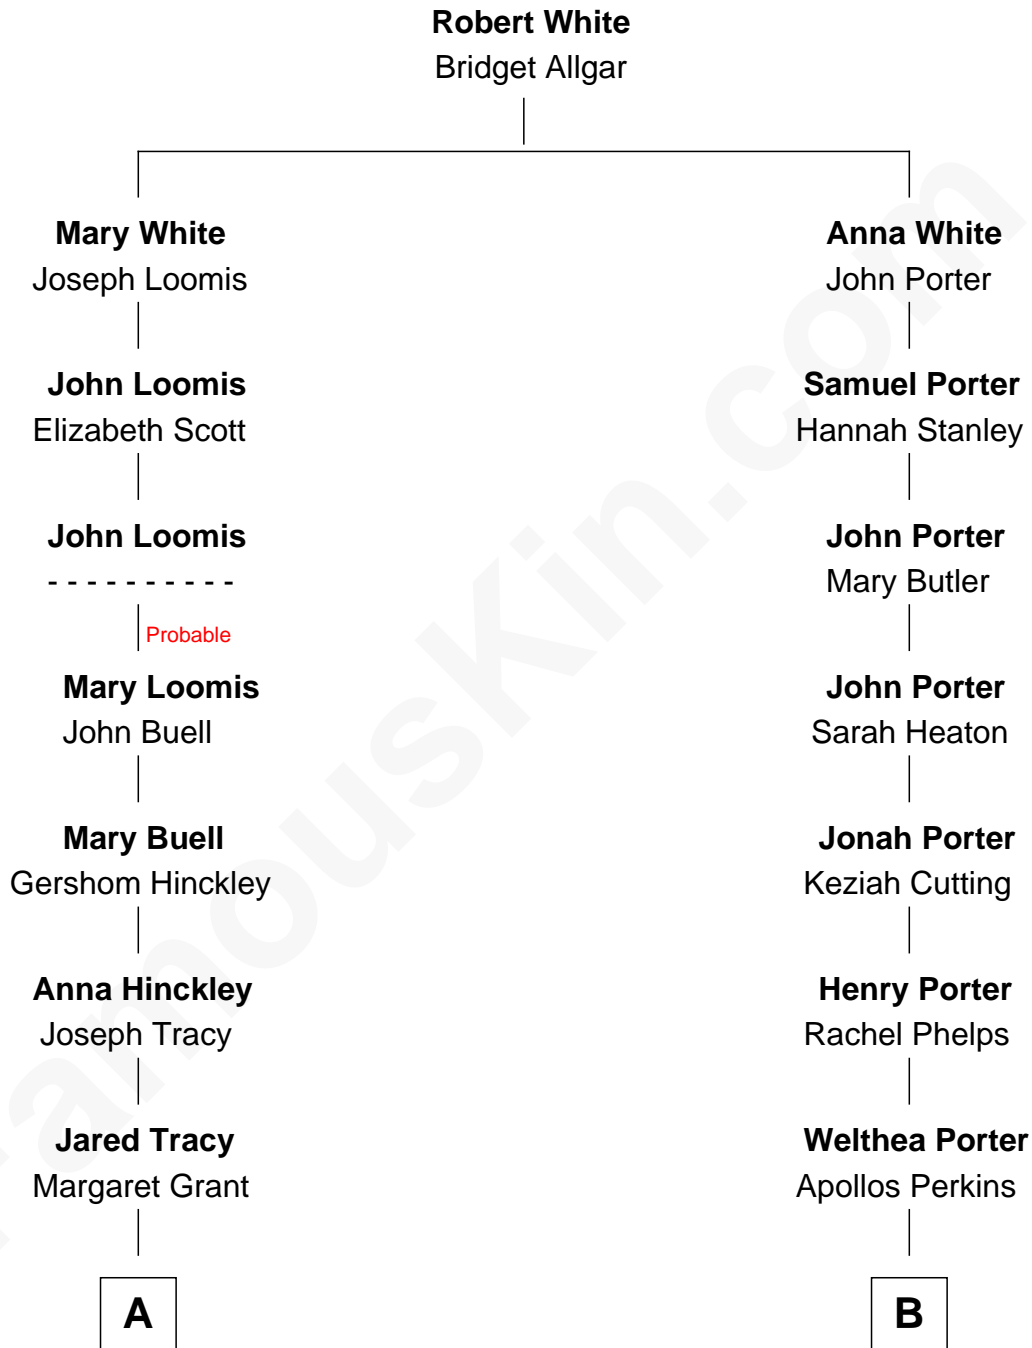 Robert White
Bridget Allgar
Mary White
Joseph Loomis
John Loomis
Elizabeth Scott
John Loomis
- - - - - - - - - -
Probable
Mary Loomis
John Buell
Mary Buell
Gershom Hinckley
Anna Hinckley
Joseph Tracy
Jared Tracy
Margaret Grant
A
Anna White
John Porter
Samuel Porter
Hannah Stanley
John Porter
Mary Butler
John Porter
Sarah Heaton
Jonah Porter
Keziah Cutting
Henry Porter
Rachel Phelps
Welthea Porter
Apollos Perkins
B
FamousKin.com